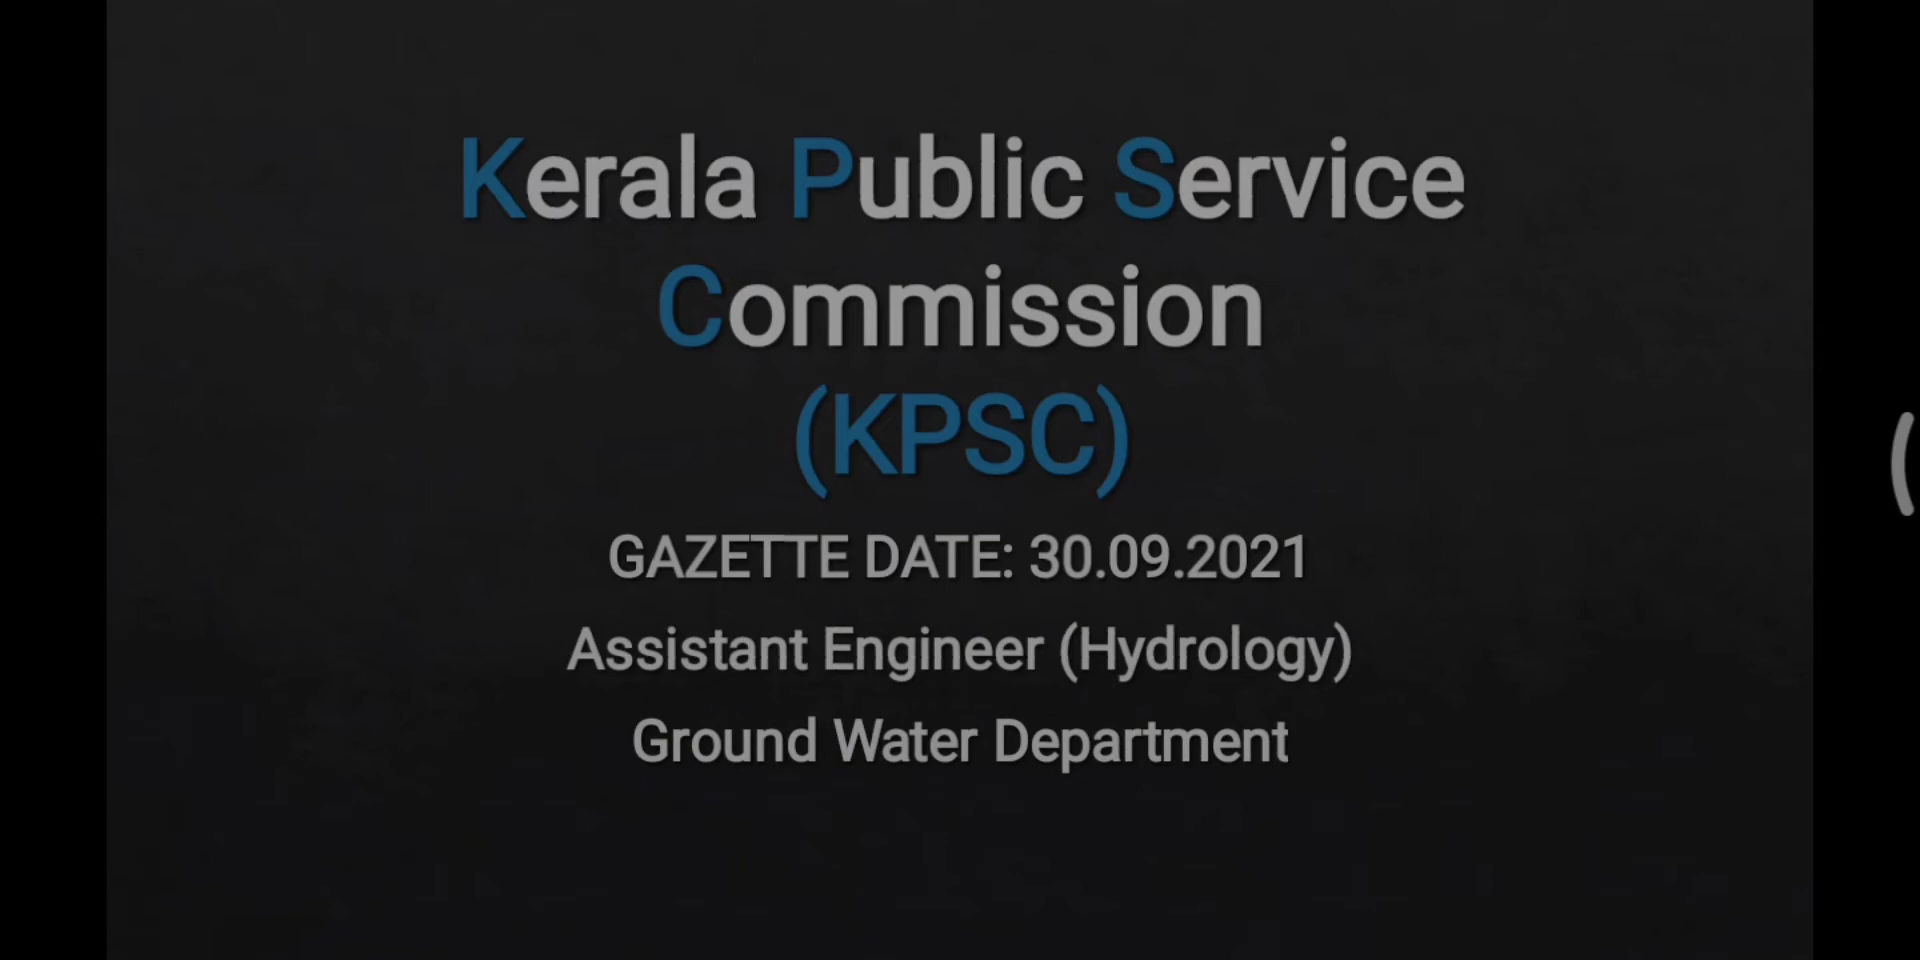 Kerala Public Service
Commission
(KPSC)
GAZETTE DATE: 30.09.2021
Assistant Engineer (Hydrology)
Ground Water Department